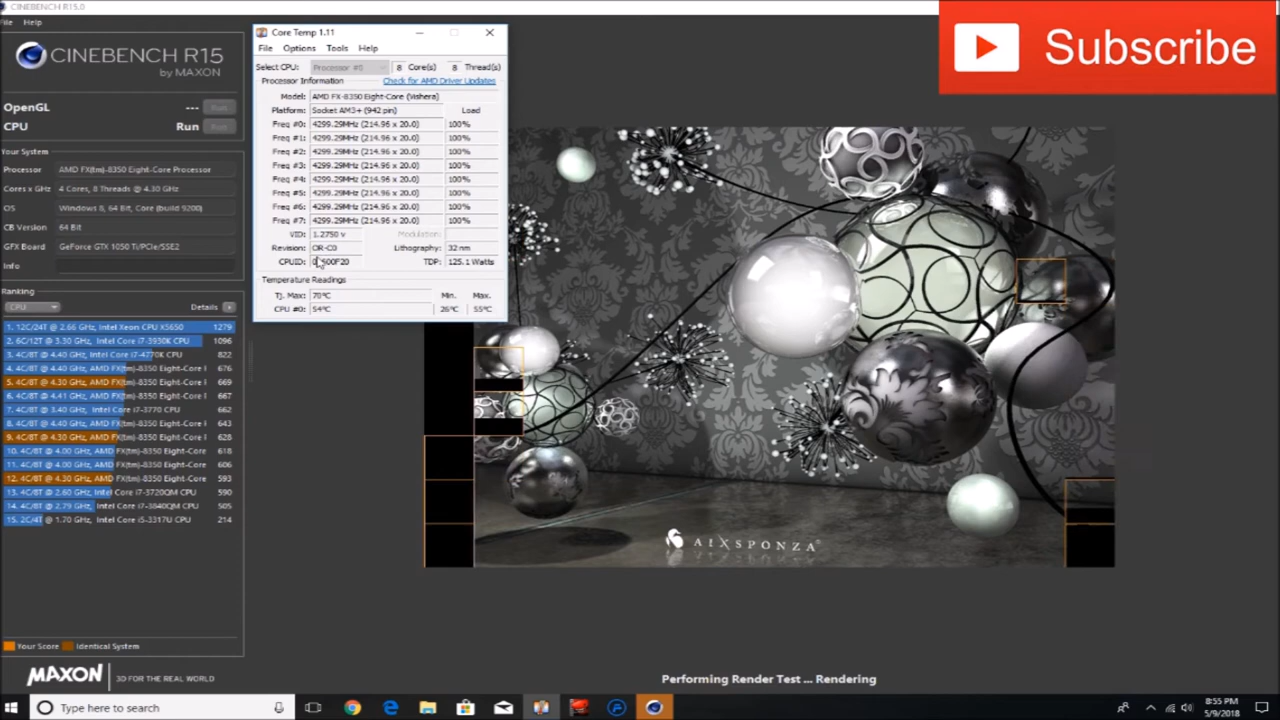 CINEBENCH R15.0
File Help
CINEBENCH R15
by MAXON
OpenGL --- Run
CPU Run Run
Your System
Processor AMD FX(tm)-8350 Eight-Core Processor
Cores x GHz 4 Cores, 8 Threads @ 4.30 GHz
OS Windows 8, 64 Bit, Core (build 9200)
CB Version 64 Bit
GFX Board GeForce GTX 1050 Ti/PCIe/SSE2
Info
Ranking
CPU Details
1. 12C/24T @ 2.66 GHz, Intel Xeon CPU X5650 1279
2. 6C/12T @ 3.30 GHz, Intel Core i7-3930K CPU 1096
3. 4C/8T @ 4.40 GHz, Intel Core i7-4770K CPU 822
4. 4C/8T @ 4.40 GHz, AMD FX(tm)-8350 Eight-Core 676
5. 4C/8T @ 4.30 GHz, AMD FX(tm)-8350 Eight-Core 669
6. 4C/8T @ 4.41 GHz, AMD FX(tm)-8350 Eight-Core 667
7. 4C/8T @ 3.40 GHz, Intel Core i7-3770 CPU 662
8. 4C/8T @ 4.40 GHz, AMD FX(tm)-8350 Eight-Core 643
9. 4C/8T @ 4.30 GHz, AMD FX(tm)-8350 Eight-Core 628
10. 4C/8T @ 4.00 GHz, AMD FX(tm)-8350 Eight-Core 618
11. 4C/8T @ 4.00 GHz, AMD FX(tm)-8350 Eight-Core 606
12. 4C/8T @ 4.30 GHz, AMD FX(tm)-8350 Eight-Core 593
13. 4C/8T @ 2.60 GHz, Intel Core i7-3720QM CPU 590
14. 4C/8T @ 2.79 GHz, Intel Core i7-3840QM CPU 505
15. 2C/4T @ 1.70 GHz, Intel Core i5-3317U CPU 214
Your Score Identical System
MAXON 3D FOR THE REAL WORLD
Core Temp 1.11
File Options Tools Help
Select CPU: Processor #0 8 Core(s) 8 Thread(s)
Processor Information Check for AMD Driver Updates
Model: AMD FX-8350 Eight-Core (Vishera)
Platform: Socket AM3+ (942 pin) Load
Freq #0: 4299.29MHz (214.96 x 20.0) 100%
Freq #1: 4299.29MHz (214.96 x 20.0) 100%
Freq #2: 4299.29MHz (214.96 x 20.0) 100%
Freq #3: 4299.29MHz (214.96 x 20.0) 100%
Freq #4: 4299.29MHz (214.96 x 20.0) 100%
Freq #5: 4299.29MHz (214.96 x 20.0) 100%
Freq #6: 4299.29MHz (214.96 x 20.0) 100%
Freq #7: 4299.29MHz (214.96 x 20.0) 100%
VID: 1.2750 v Modulation:
Revision: OR-C0 Lithography: 32 nm
CPUID: TDP: 125.1 Watts
Temperature Readings
Tj. Max: 70°C Min. Max.
CPU #0: 54°C 26°C 55°C
Subscribe
AIXSPONZA
Performing Render Test ... Rendering
Type here to search
8:55 PM
5/9/2018